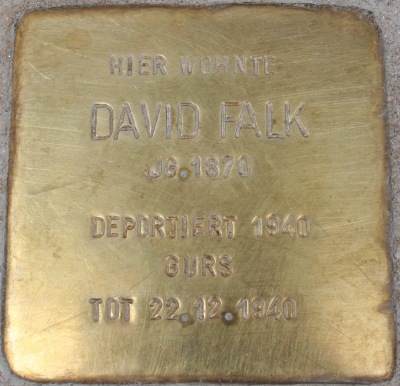 HIER WOHNTE
DAVID FALK
JG.1870
DEPORTIERT 1940
GURS
TOT 22.12.1940